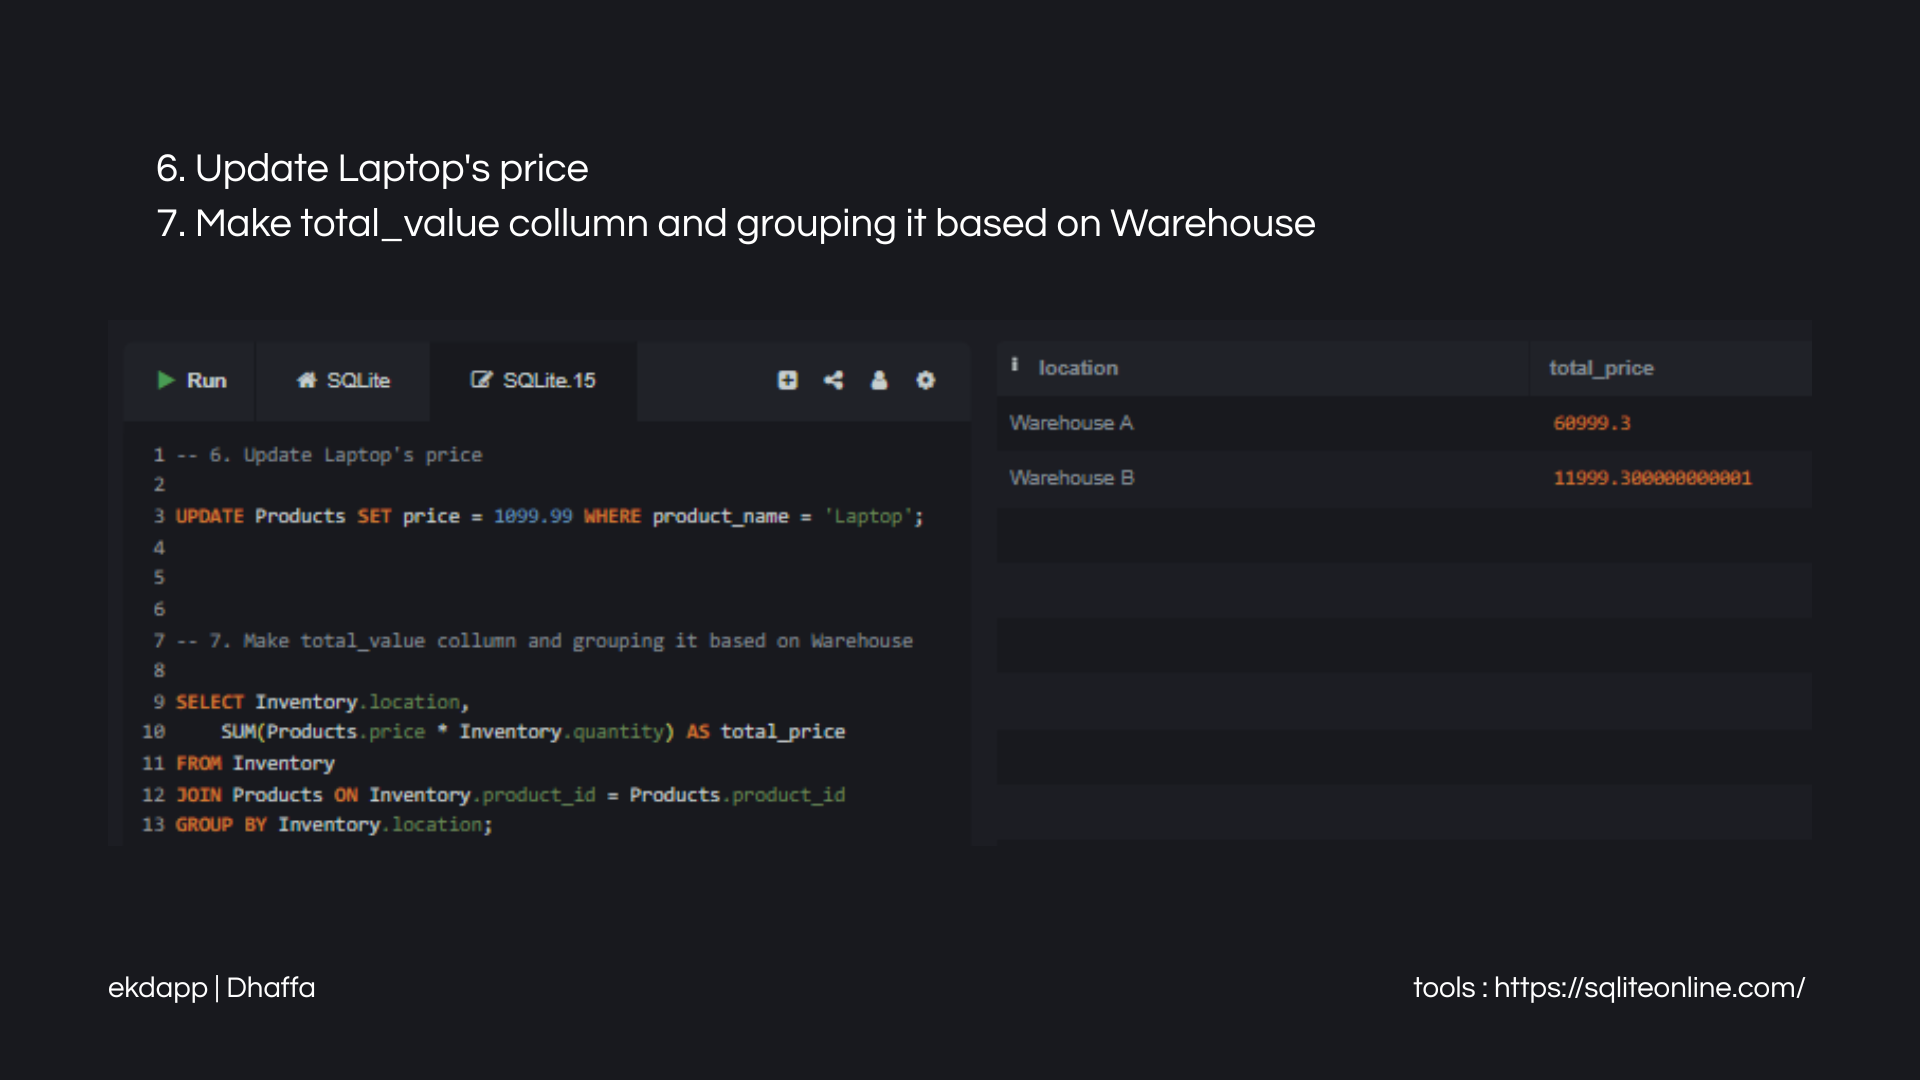 6. Update Laptop's price
7. Make total_value collumn and grouping it based on Warehouse
Run SQLite SQLite.15
1 -- 6. Update Laptop's price
2
3 UPDATE Products SET price = 1099.99 WHERE product_name = 'Laptop';
4
5
6
7 -- 7. Make total_value collumn and grouping it based on Warehouse
8
9 SELECT Inventory.location,
10 SUM(Products.price * Inventory.quantity) AS total_price
11 FROM Inventory
12 JOIN Products ON Inventory.product_id = Products.product_id
13 GROUP BY Inventory.location;
location total_price
Warehouse A 60999.3
Warehouse B 11999.300000000001
ekdapp | Dhaffa
tools : https://sqliteonline.com/